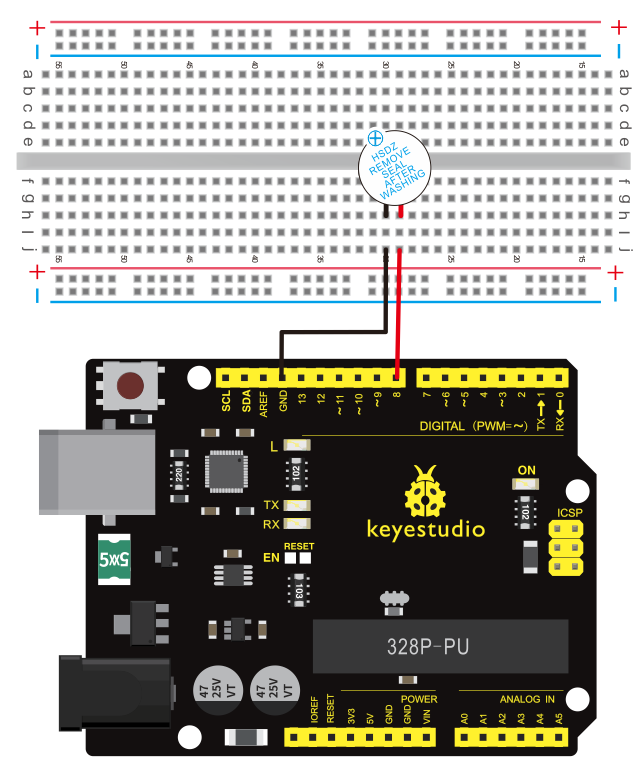 + +
- -
55 50 45 40 35 30 25 20 15
a a
b b
c c
d d
e e
HSDZ
REMOVE
SEAL
AFTER
WASHING
f f
g g
h h
I I
j j
55 50 45 40 35 30 25 20 15
+ +
- -
SCL SDA AREF GND 13 12 ~11 ~10 ~9 8 7 ~6 ~5 4 ~3 2 TX→1 RX←0
DIGITAL (PWM=~)
L
220
102
TX
RX
ON
102
ICSP
keyestudio
RESET
EN
103
5x5
328P-PU
47
25V
VT
47
25V
VT
POWER
ANALOG IN
IOREF RESET 3V3 5V GND GND VIN A0 A1 A2 A3 A4 A5